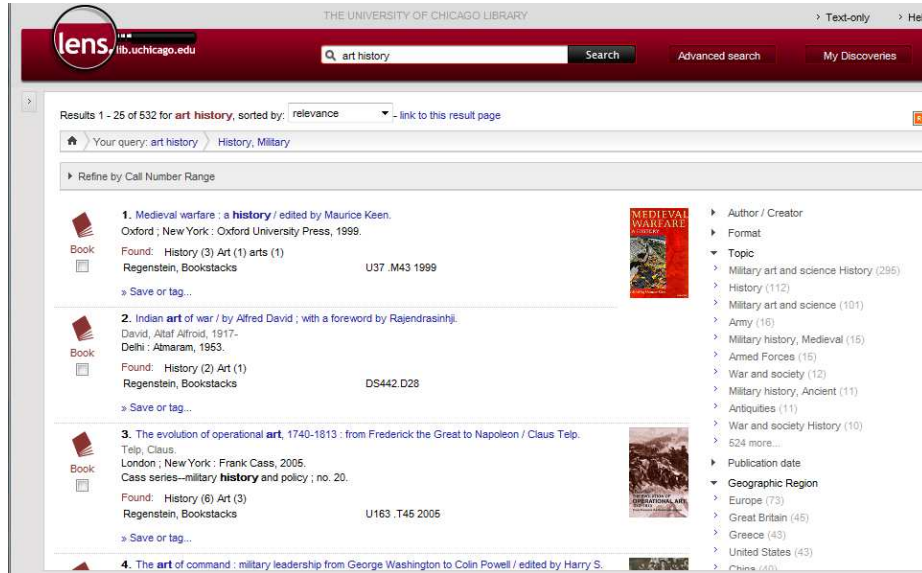 THE UNIVERSITY OF CHICAGO LIBRARY
› Text-only › He
lens.lib.uchicago.edu
art history
Search
Advanced search
My Discoveries
Results 1 - 25 of 532 for art history, sorted by: relevance - link to this result page
Your query: art history History, Military
Refine by Call Number Range
Book
1. Medieval warfare : a history / edited by Maurice Keen.
Oxford ; New York : Oxford University Press, 1999.
Found: History (3) Art (1) arts (1)
Regenstein, Bookstacks U37 .M43 1999
» Save or tag...
MEDIEVAL
WARFARE
A HISTORY
Book
2. Indian art of war / by Alfred David ; with a foreword by Rajendrasinhji.
David, Altaf Alfroid, 1917-
Delhi : Atmaram, 1953.
Found: History (2) Art (1)
Regenstein, Bookstacks DS442.D28
» Save or tag...
Book
3. The evolution of operational art, 1740-1813 : from Frederick the Great to Napoleon / Claus Telp.
Telp, Claus.
London ; New York : Frank Cass, 2005.
Cass series--military history and policy ; no. 20.
Found: History (6) Art (3)
Regenstein, Bookstacks U163 .T45 2005
» Save or tag...
THE EVOLUTION OF
OPERATIONAL ART
4. The art of command : military leadership from George Washington to Colin Powell / edited by Harry S.
Author / Creator
Format
Topic
Military art and science History (295)
History (112)
Military art and science (101)
Army (16)
Military history, Medieval (15)
Armed Forces (15)
War and society (12)
Military history, Ancient (11)
Antiquities (11)
War and society History (10)
524 more...
Publication date
Geographic Region
Europe (73)
Great Britain (45)
Greece (43)
United States (43)
China (40)